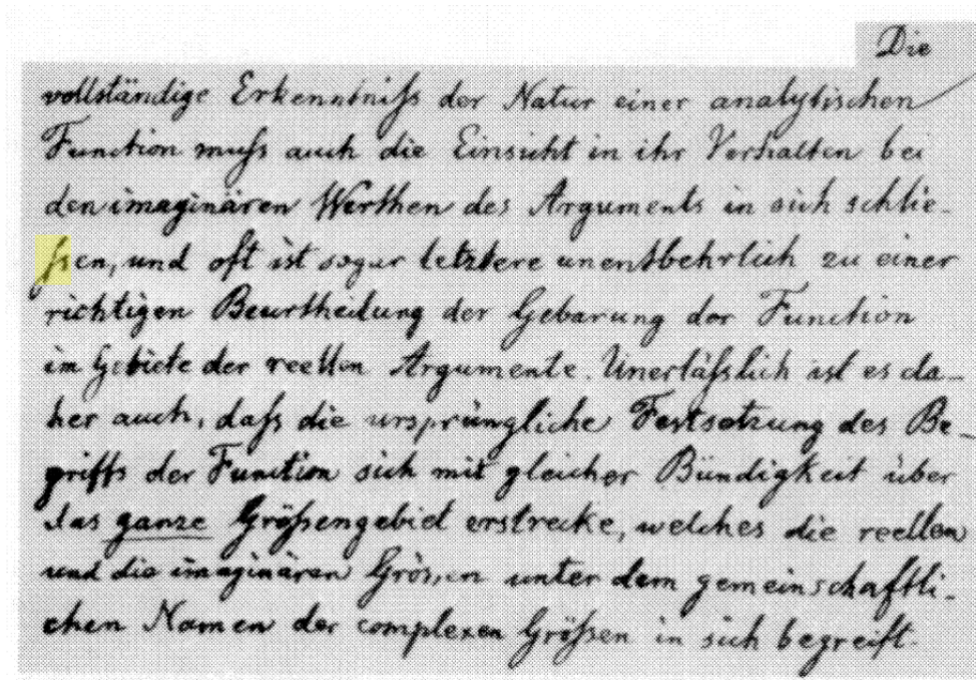 Die
vollständige Erkenntniſs der Natur einer analytischen
Function muſs auch die Einsicht in ihr Verhalten bei
den imaginären Werthen des Arguments in sich schlie-
ſsen, und oft ist sogar letztere unentbehrlich zu einer
richtigen Beurtheilung der Gebarung der Function
im Gebiete der reellen Argumente. Unerläſslich ist es da-
her auch, daſs die ursprüngliche Festsetzung des Be-
griffs der Function sich mit gleicher Bündigkeit über
das ganze Gröſsengebiet erstrecke, welches die reellen
und die imaginären Gröſsen unter dem gemeinschaftli-
chen Namen der complexen Gröſsen in sich begreift.